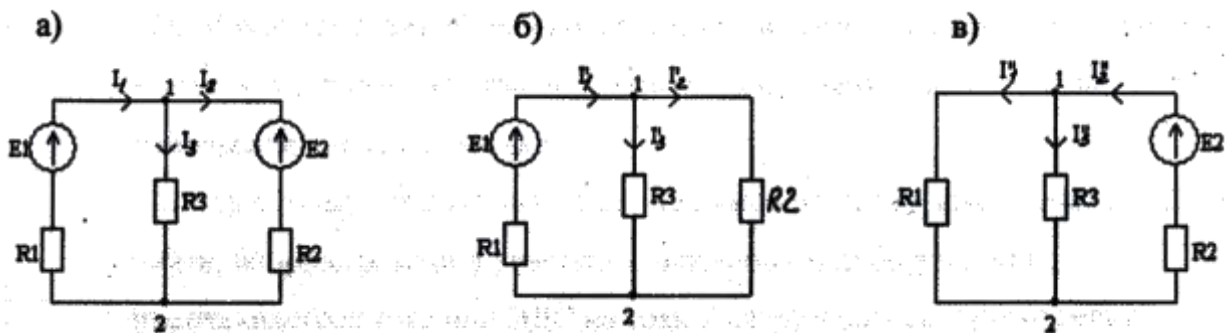 а)
I₁ 1 I₂
E1 I₃ E2
R3
R1 R2
2
б)
I'₁ 1 I'₂
E1 I'₃
R3 R2
R1
2
в)
I''₁ 1 I''₂
I''₃ E2
R1 R3
R2
2